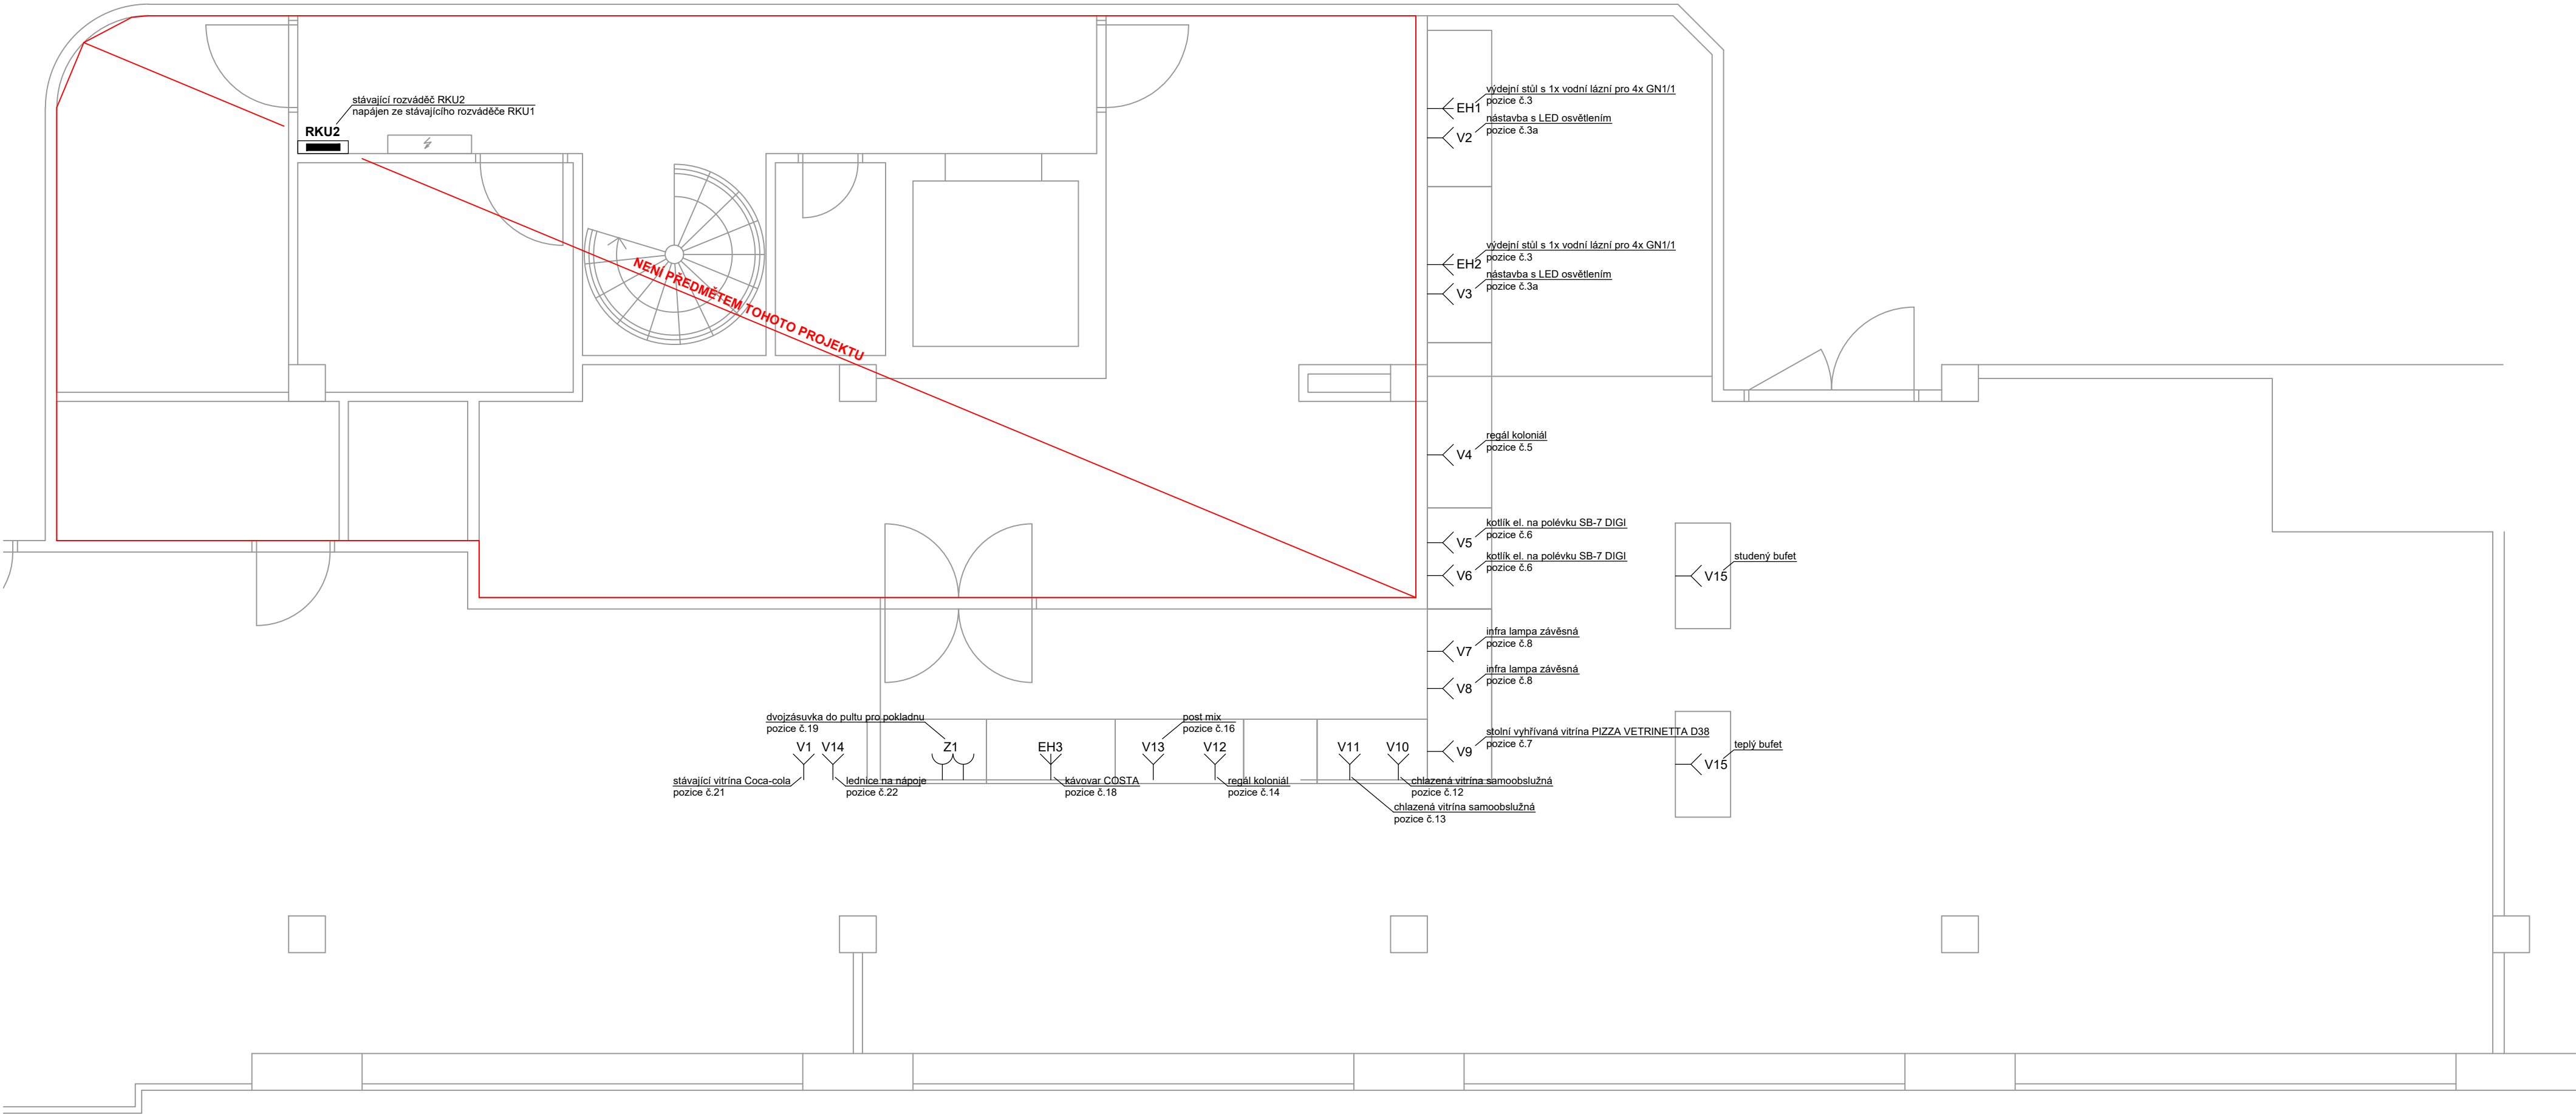 stávající rozváděč RKU2
napájen ze stávajícího rozváděče RKU1
RKU2
NENÍ PŘEDMĚTEM TOHOTO PROJEKTU
výdejní stůl s 1x vodní lázní pro 4x GN1/1
pozice č.3
EH1
nástavba s LED osvětlením
pozice č.3a
V2
výdejní stůl s 1x vodní lázní pro 4x GN1/1
pozice č.3
EH2
nástavba s LED osvětlením
pozice č.3a
V3
regál koloniál
pozice č.5
V4
kotlík el. na polévku SB-7 DIGI
pozice č.6
V5
kotlík el. na polévku SB-7 DIGI
pozice č.6
V6
studený bufet
V15
infra lampa závěsná
pozice č.8
V7
infra lampa závěsná
pozice č.8
V8
stolní vyhřívaná vitrína PIZZA VETRINETTA D38
pozice č.7
V9
teplý bufet
V15
dvojzásuvka do pultu pro pokladnu
pozice č.19
post mix
pozice č.16
V1
V14
Z1
EH3
V13
V12
V11
V10
stávající vitrína Coca-cola
pozice č.21
lednice na nápoje
pozice č.22
kávovar COSTA
pozice č.18
regál koloniál
pozice č.14
chlazená vitrína samoobslužná
pozice č.12
chlazená vitrína samoobslužná
pozice č.13